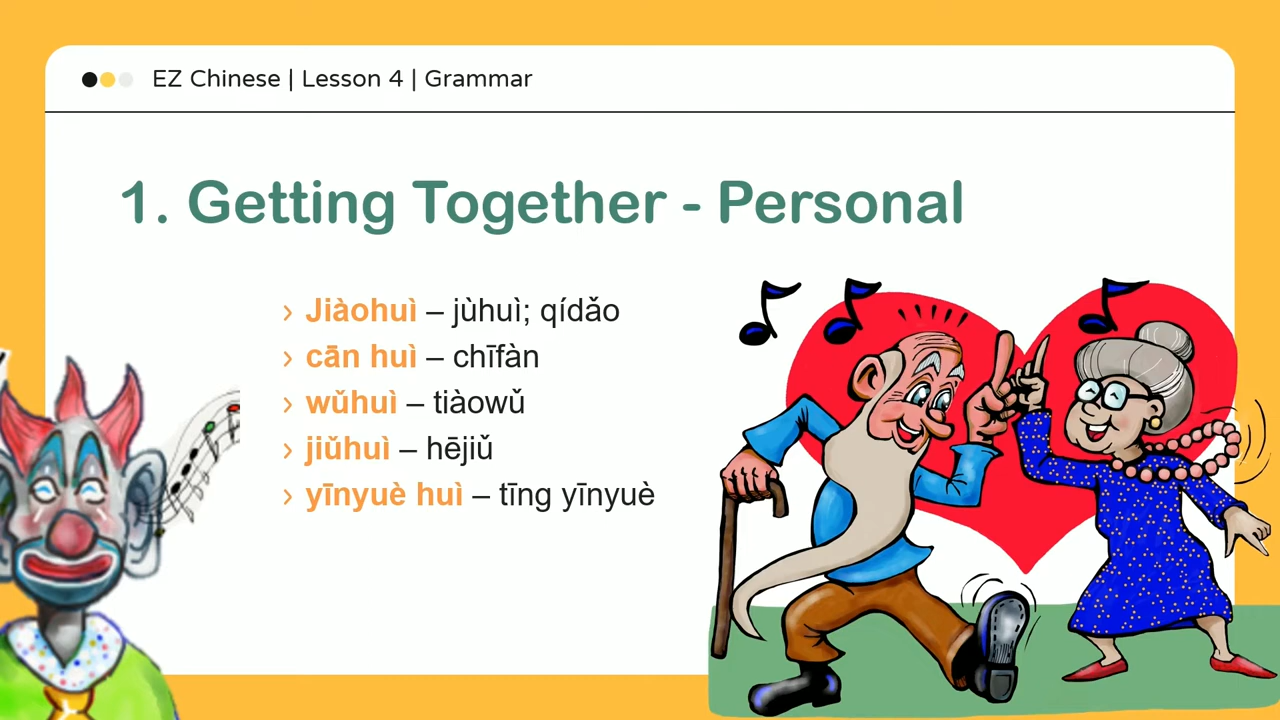 EZ Chinese | Lesson 4 | Grammar
1. Getting Together - Personal
› Jiàohuì – jùhuì; qídǎo
› cān huì – chīfàn
› wǔhuì – tiàowǔ
› jiǔhuì – hējiǔ
› yīnyuè huì – tīng yīnyuè